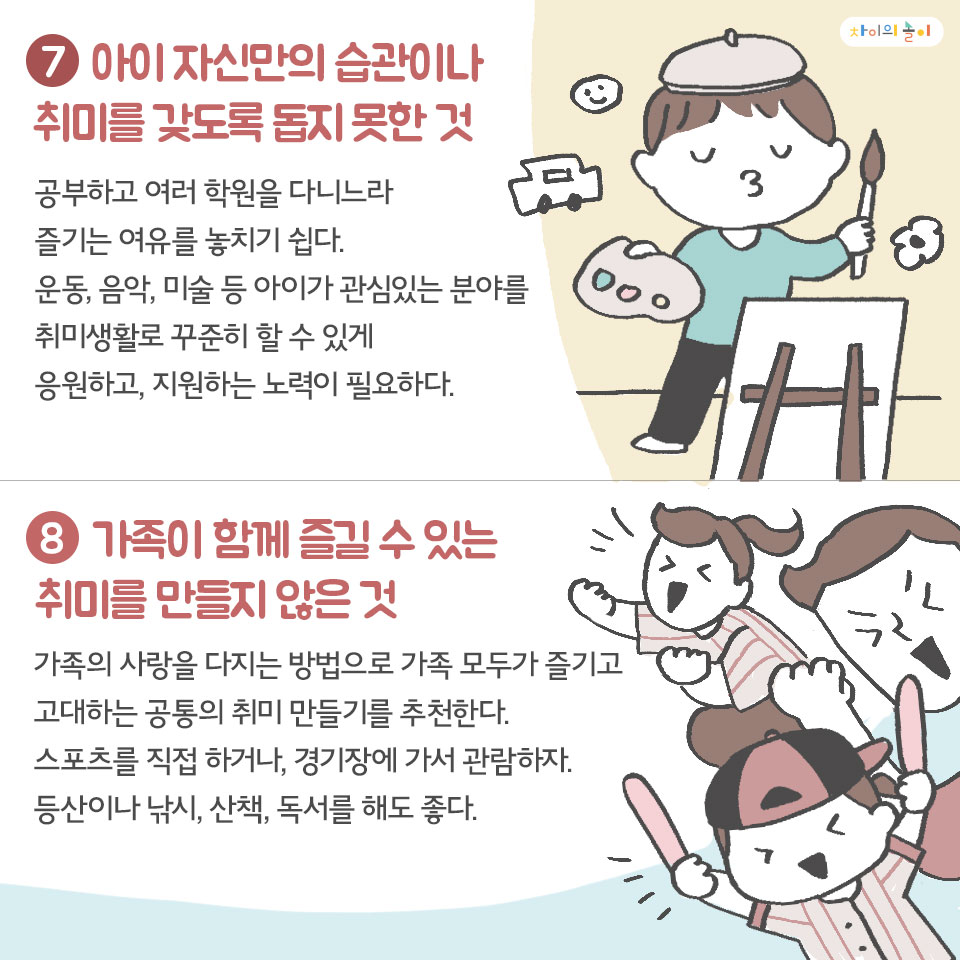 차이의 놀이
7 아이 자신만의 습관이나
취미를 갖도록 돕지 못한 것
공부하고 여러 학원을 다니느라
즐기는 여유를 놓치기 쉽다.
운동, 음악, 미술 등 아이가 관심있는 분야를
취미생활로 꾸준히 할 수 있게
응원하고, 지원하는 노력이 필요하다.
8 가족이 함께 즐길 수 있는
취미를 만들지 않은 것
가족의 사랑을 다지는 방법으로 가족 모두가 즐기고
고대하는 공통의 취미 만들기를 추천한다.
스포츠를 직접 하거나, 경기장에 가서 관람하자.
등산이나 낚시, 산책, 독서를 해도 좋다.